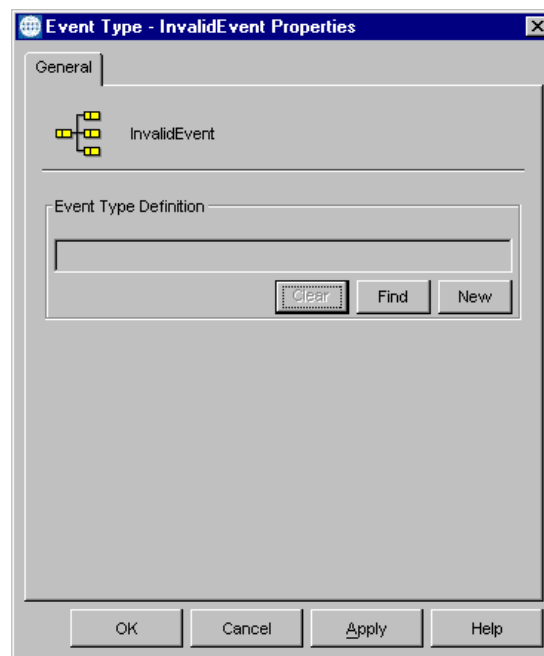 Event Type - InvalidEvent Properties
General
InvalidEvent
Event Type Definition
Clear Find New
OK Cancel Apply Help